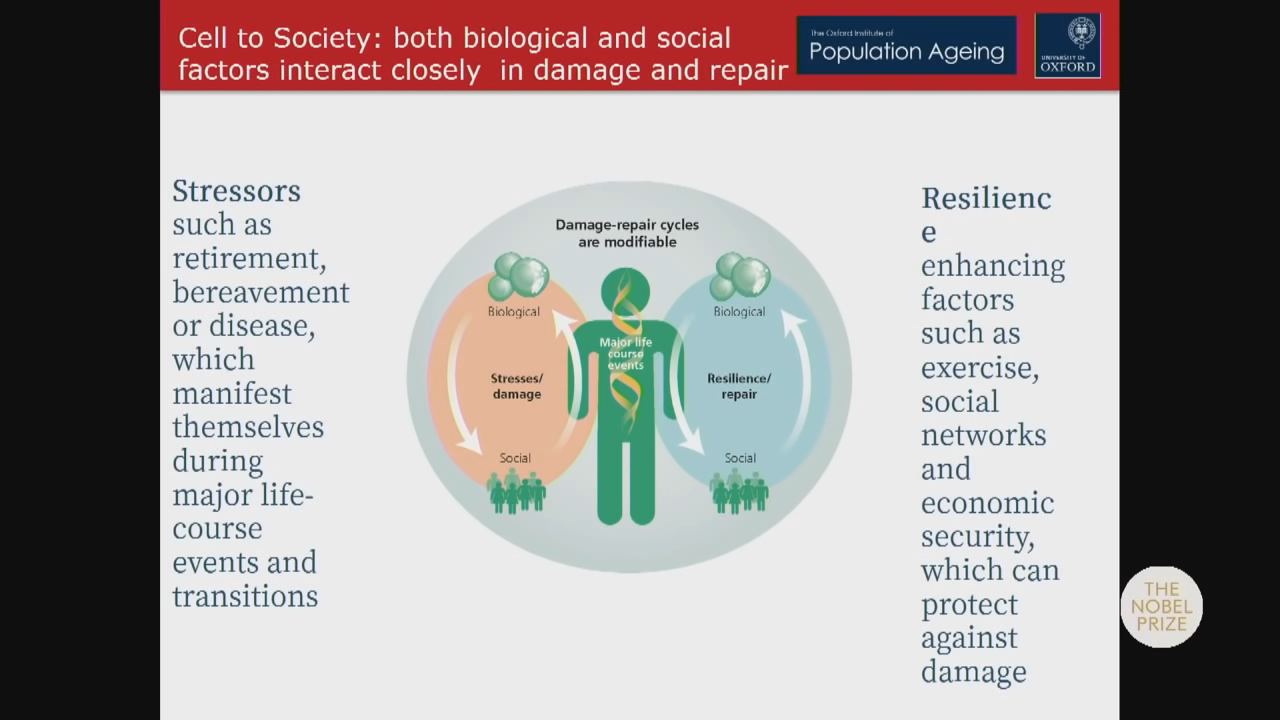 Cell to Society: both biological and social
factors interact closely  in damage and repair
The Oxford Institute of
Population Ageing
UNIVERSITY OF
OXFORD
Stressors
such as
retirement,
bereavement
or disease,
which
manifest
themselves
during
major life-
course
events and
transitions
Damage-repair cycles
are modifiable
Biological
Stresses/
damage
Social
Major life
course
events
Biological
Resilience/
repair
Social
Resilienc
e
enhancing
factors
such as
exercise,
social
networks
and
economic
security,
which can
protect
against
damage
THE
NOBEL
PRIZE